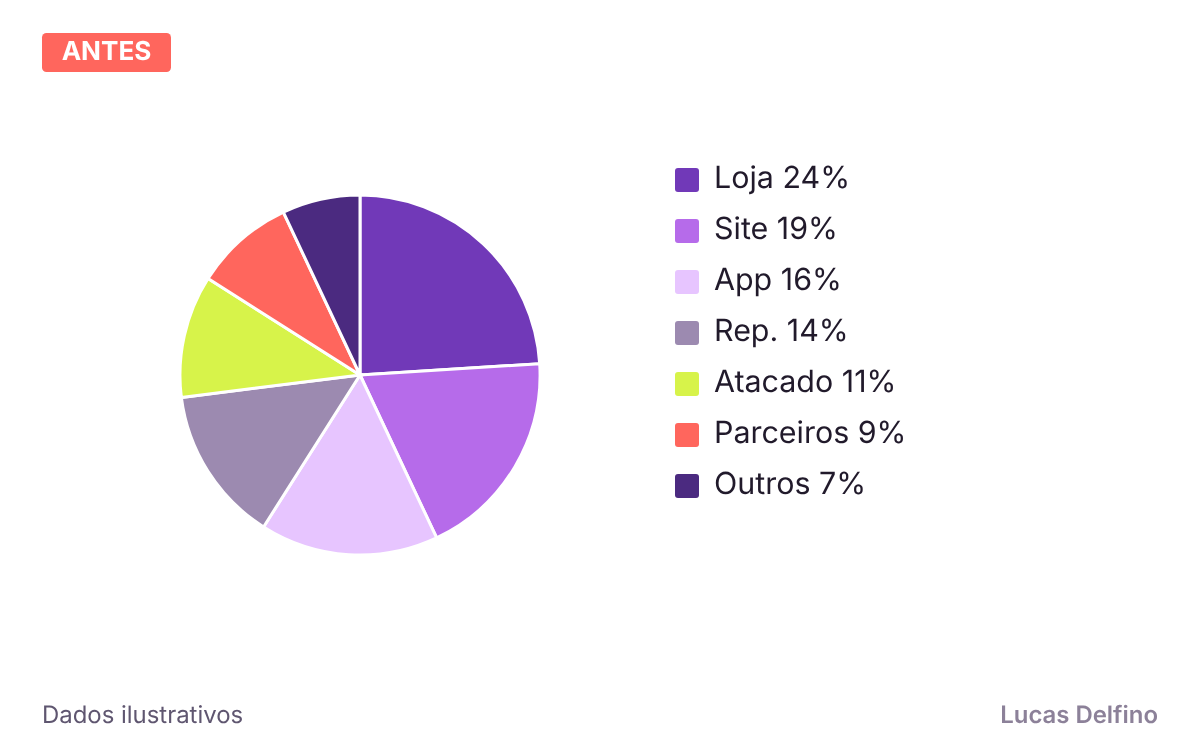 ANTES
Loja 24%
Site 19%
App 16%
Rep. 14%
Atacado 11%
Parceiros 9%
Outros 7%
Dados ilustrativos
Lucas Delfino